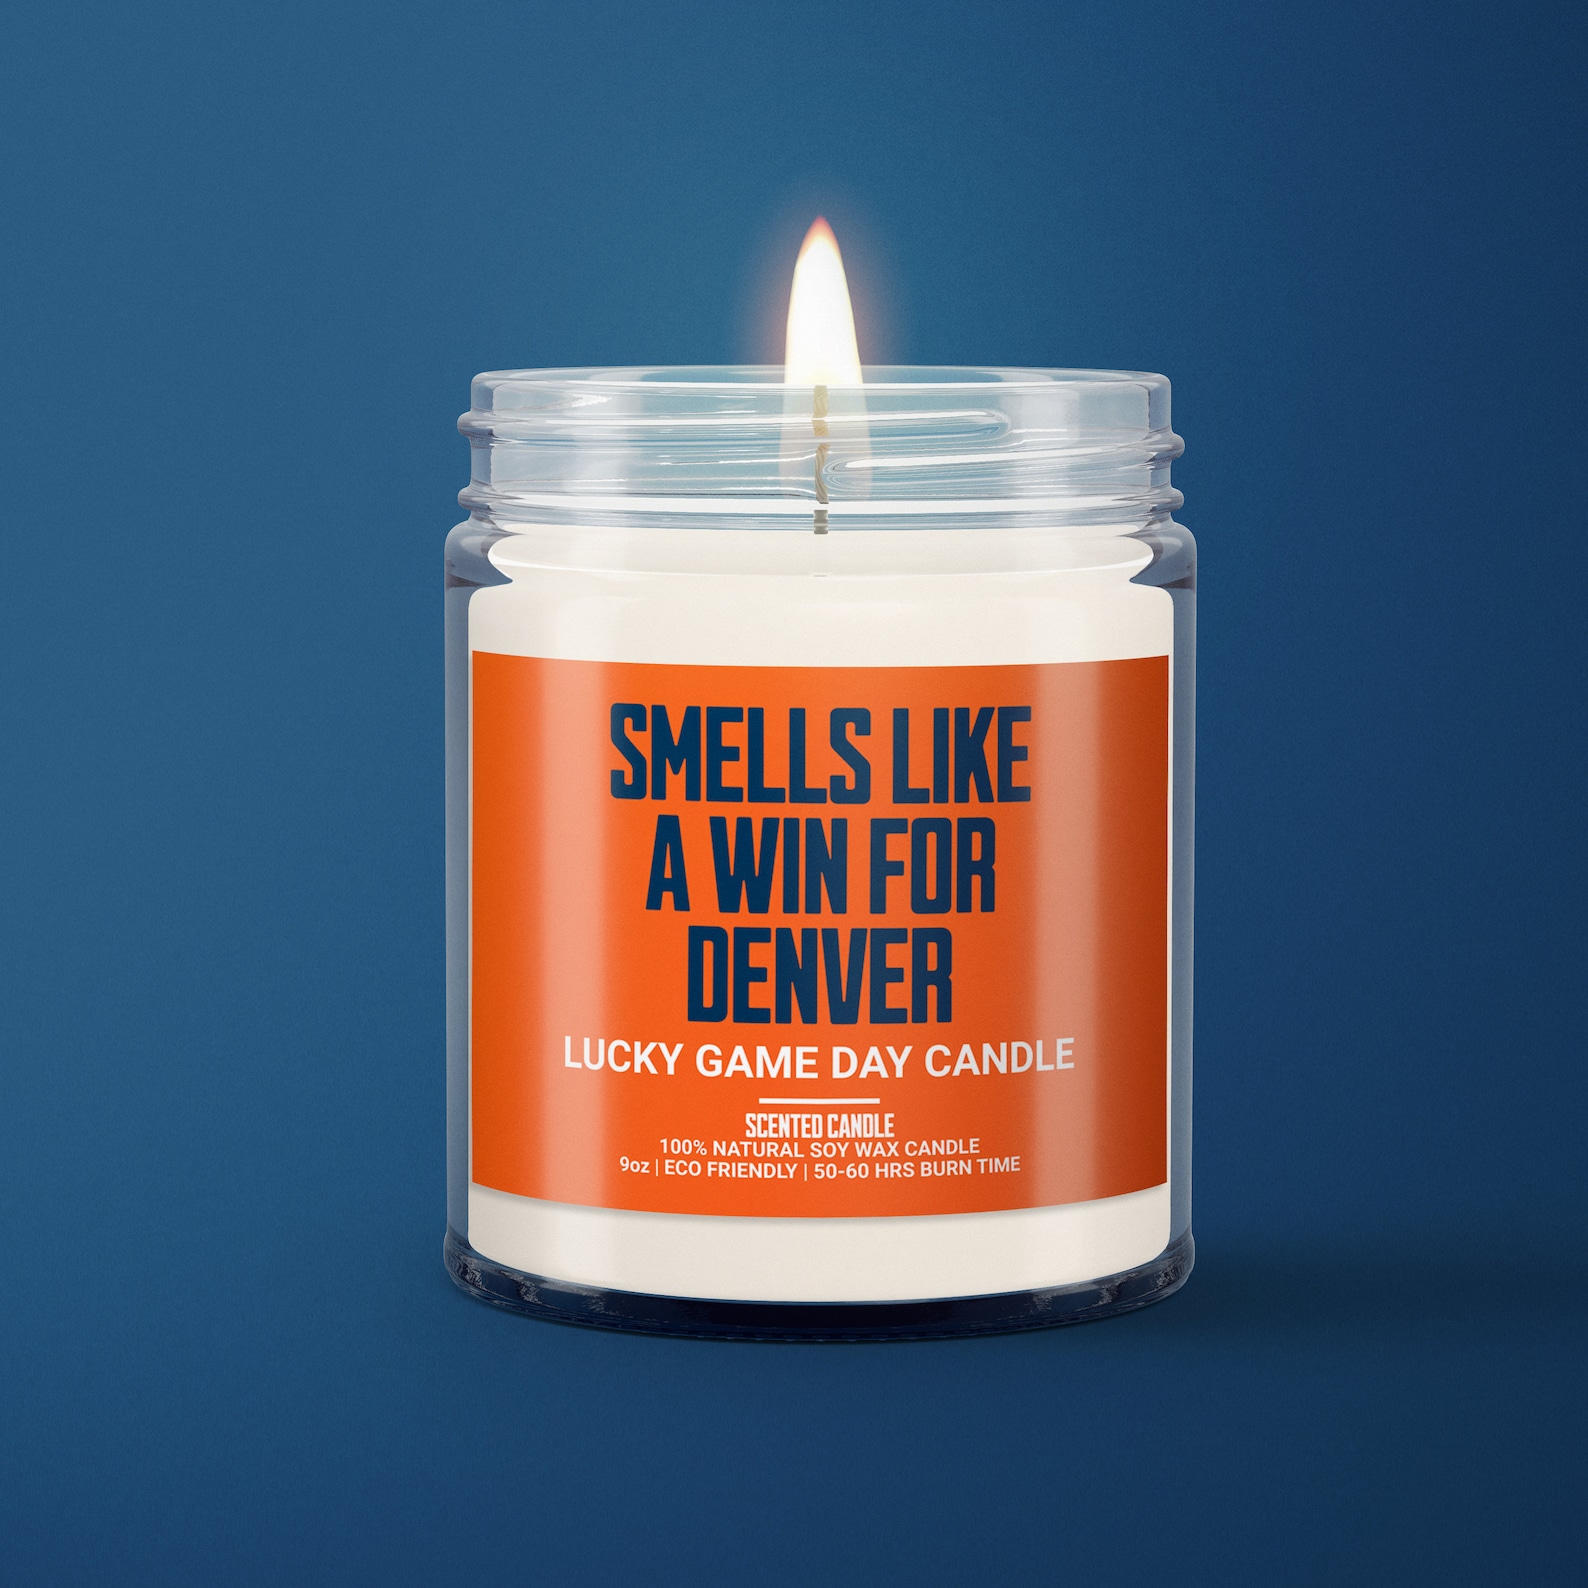 SMELLS LIKE
A WIN FOR
DENVER
LUCKY GAME DAY CANDLE
SCENTED CANDLE
100% NATURAL SOY WAX CANDLE
9oz | ECO FRIENDLY | 50-60 HRS BURN TIME